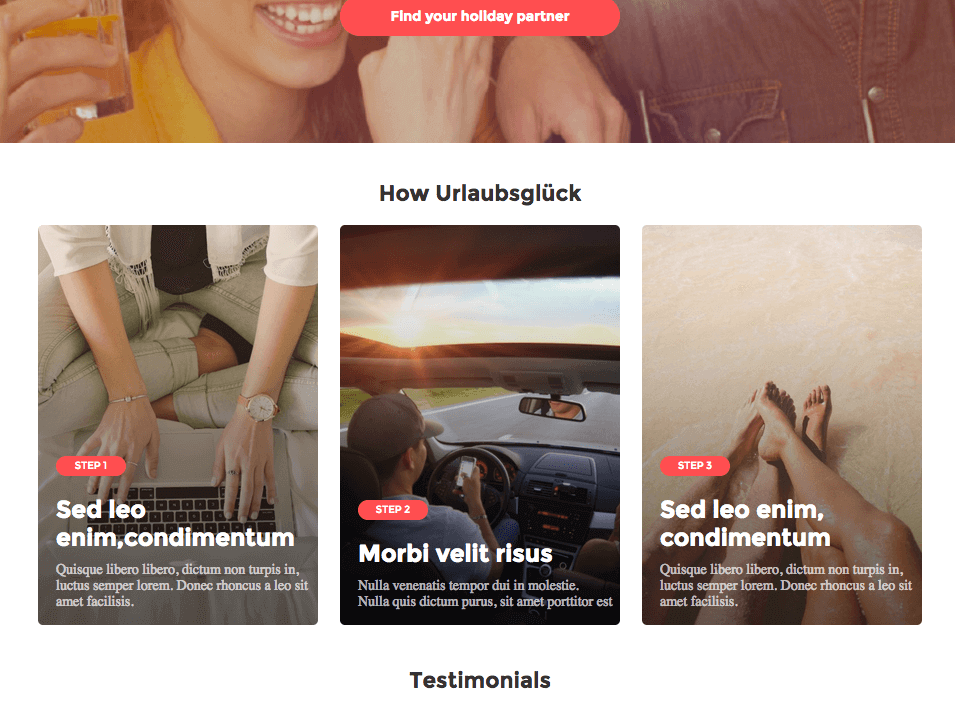 Find your holiday partner
How Urlaubsglück
STEP 1
Sed leo
enim,condimentum
Quisque libero libero, dictum non turpis in,
luctus semper lorem. Donec rhoncus a leo sit
amet facilisis.
STEP 2
Morbi velit risus
Nulla venenatis tempor dui in molestie.
Nulla quis dictum purus, sit amet porttitor est
STEP 3
Sed leo enim,
condimentum
Quisque libero libero, dictum non turpis in,
luctus semper lorem. Donec rhoncus a leo sit
amet facilisis.
Testimonials